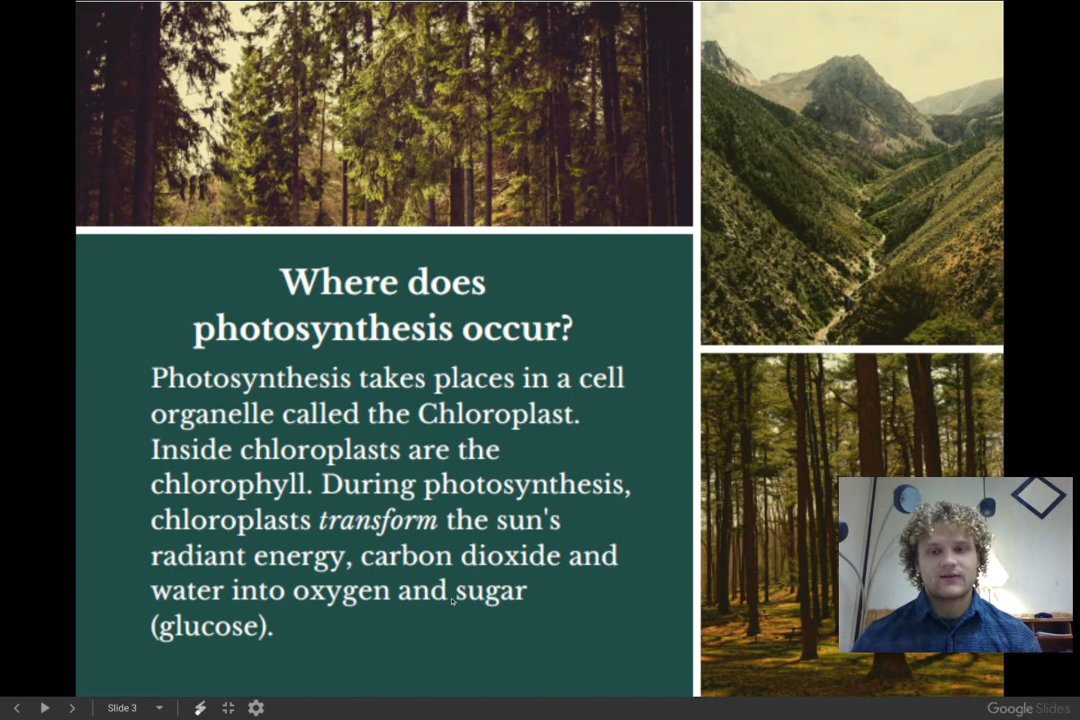 Where does
photosynthesis occur?
Photosynthesis takes places in a cell
organelle called the Chloroplast.
Inside chloroplasts are the
chlorophyll. During photosynthesis,
chloroplasts transform the sun's
radiant energy, carbon dioxide and
water into oxygen and sugar
(glucose).
Slide 3
Google Slides